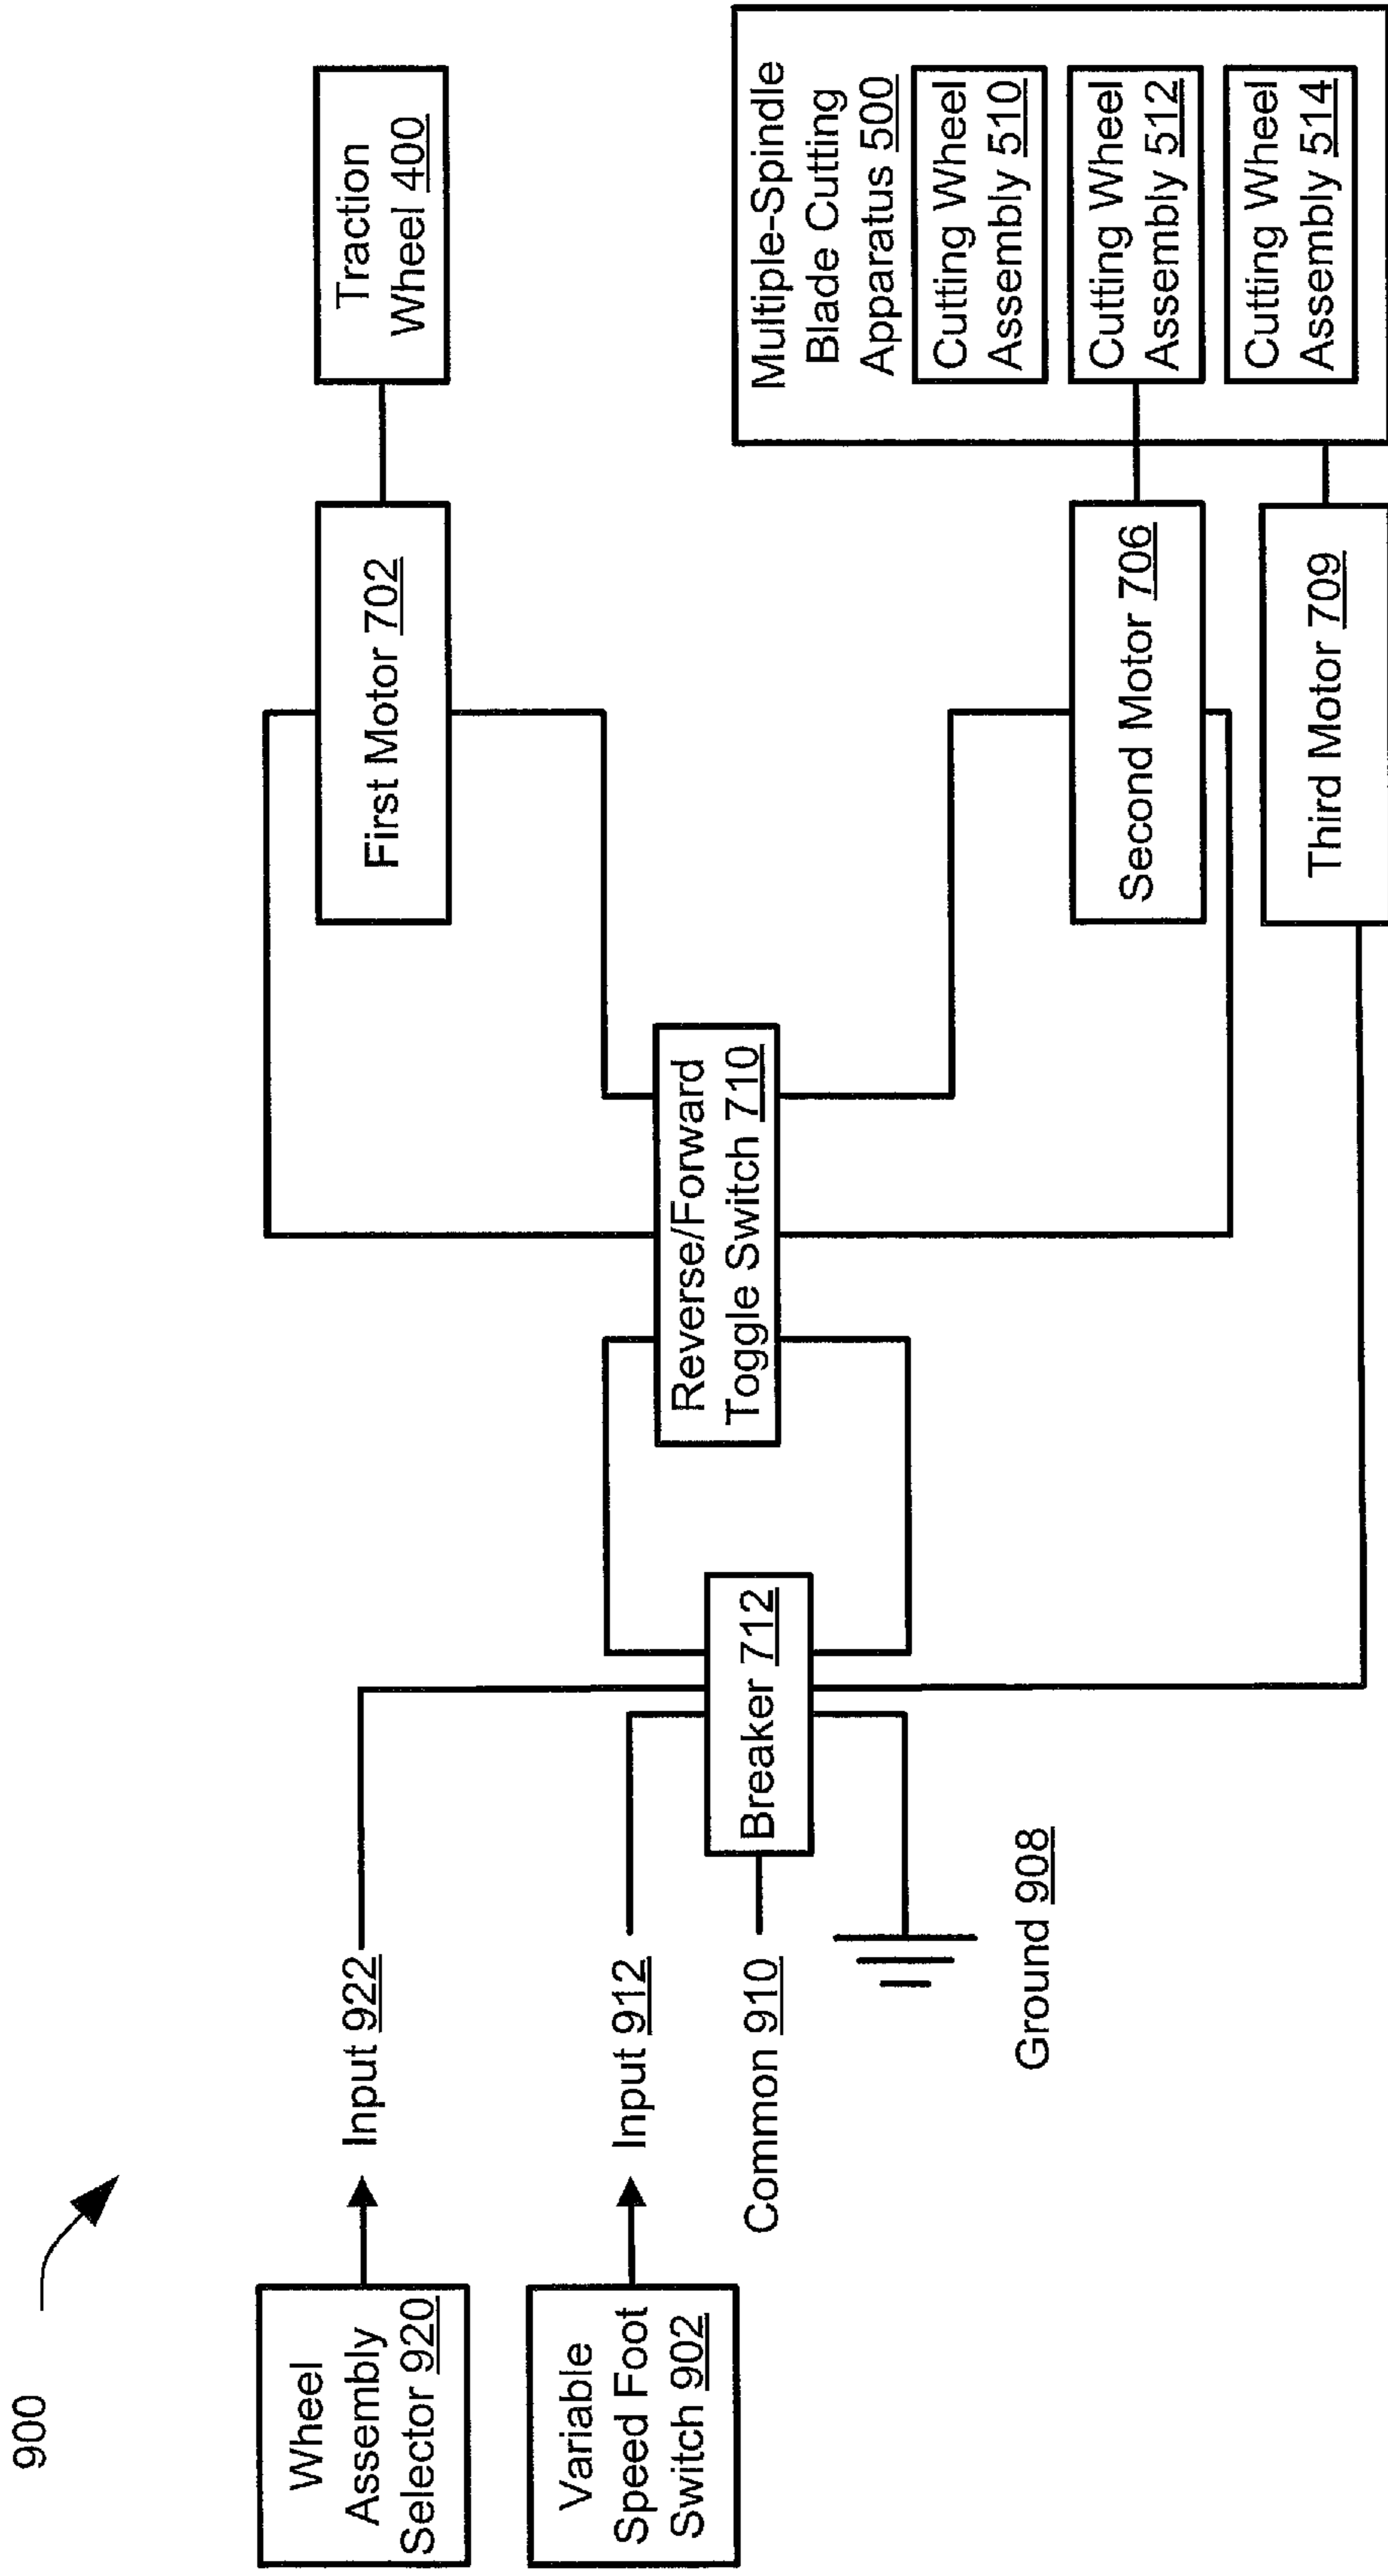 900
Wheel
Assembly
Selector 920
Input 922
First Motor 702
Traction
Wheel 400
Variable
Speed Foot
Switch 902
Input 912
Common 910
Breaker 712
Ground 908
Reverse/Forward
Toggle Switch 710
Second Motor 706
Third Motor 709
Multiple-Spindle
Blade Cutting
Apparatus 500
Cutting Wheel
Assembly 510
Cutting Wheel
Assembly 512
Cutting Wheel
Assembly 514